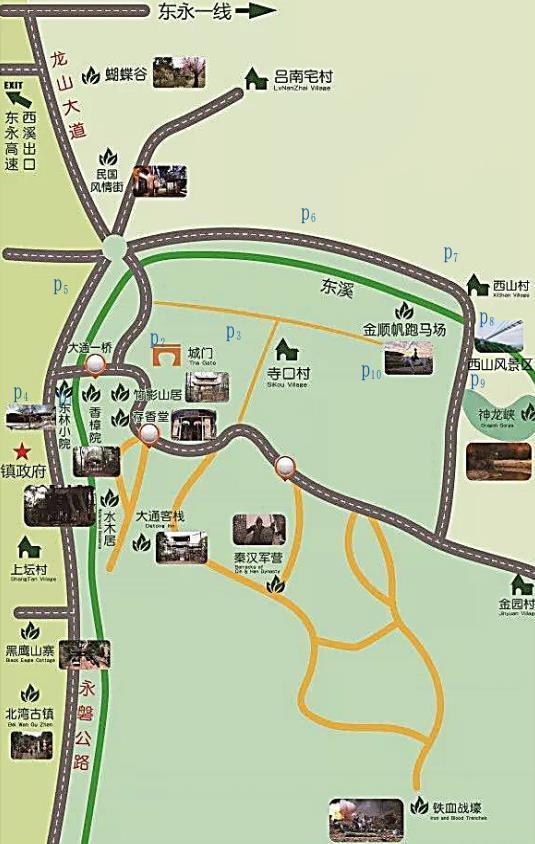 东永一线
龙山大道
蝴蝶谷
吕南宅村
LvNanZhai Village
EXIT
东永高速
西溪出口
民国
风情街
p6
p7
p5
东溪
西山村
XiShan Village
p8
金顺帆跑马场
西山风景区
大通一桥
p2
p3
城门
The Gate
寺口村
SiKou Village
p10
p9
p4
竹影山居
东林小院
香樟院
存香堂
神龙峡
Dragon Gorge
镇政府
水木居
大通客栈
Datong Inn
秦汉军营
Barracks of
Qin & Han Dynasty
上坛村
ShangTan Village
金园村
Jinyuan Village
黑鹰山寨
Black Eagle Cottage
永磐公路
北湾古镇
Bei Wan Gu Zhen
铁血战壕
Iron and Blood Trenches